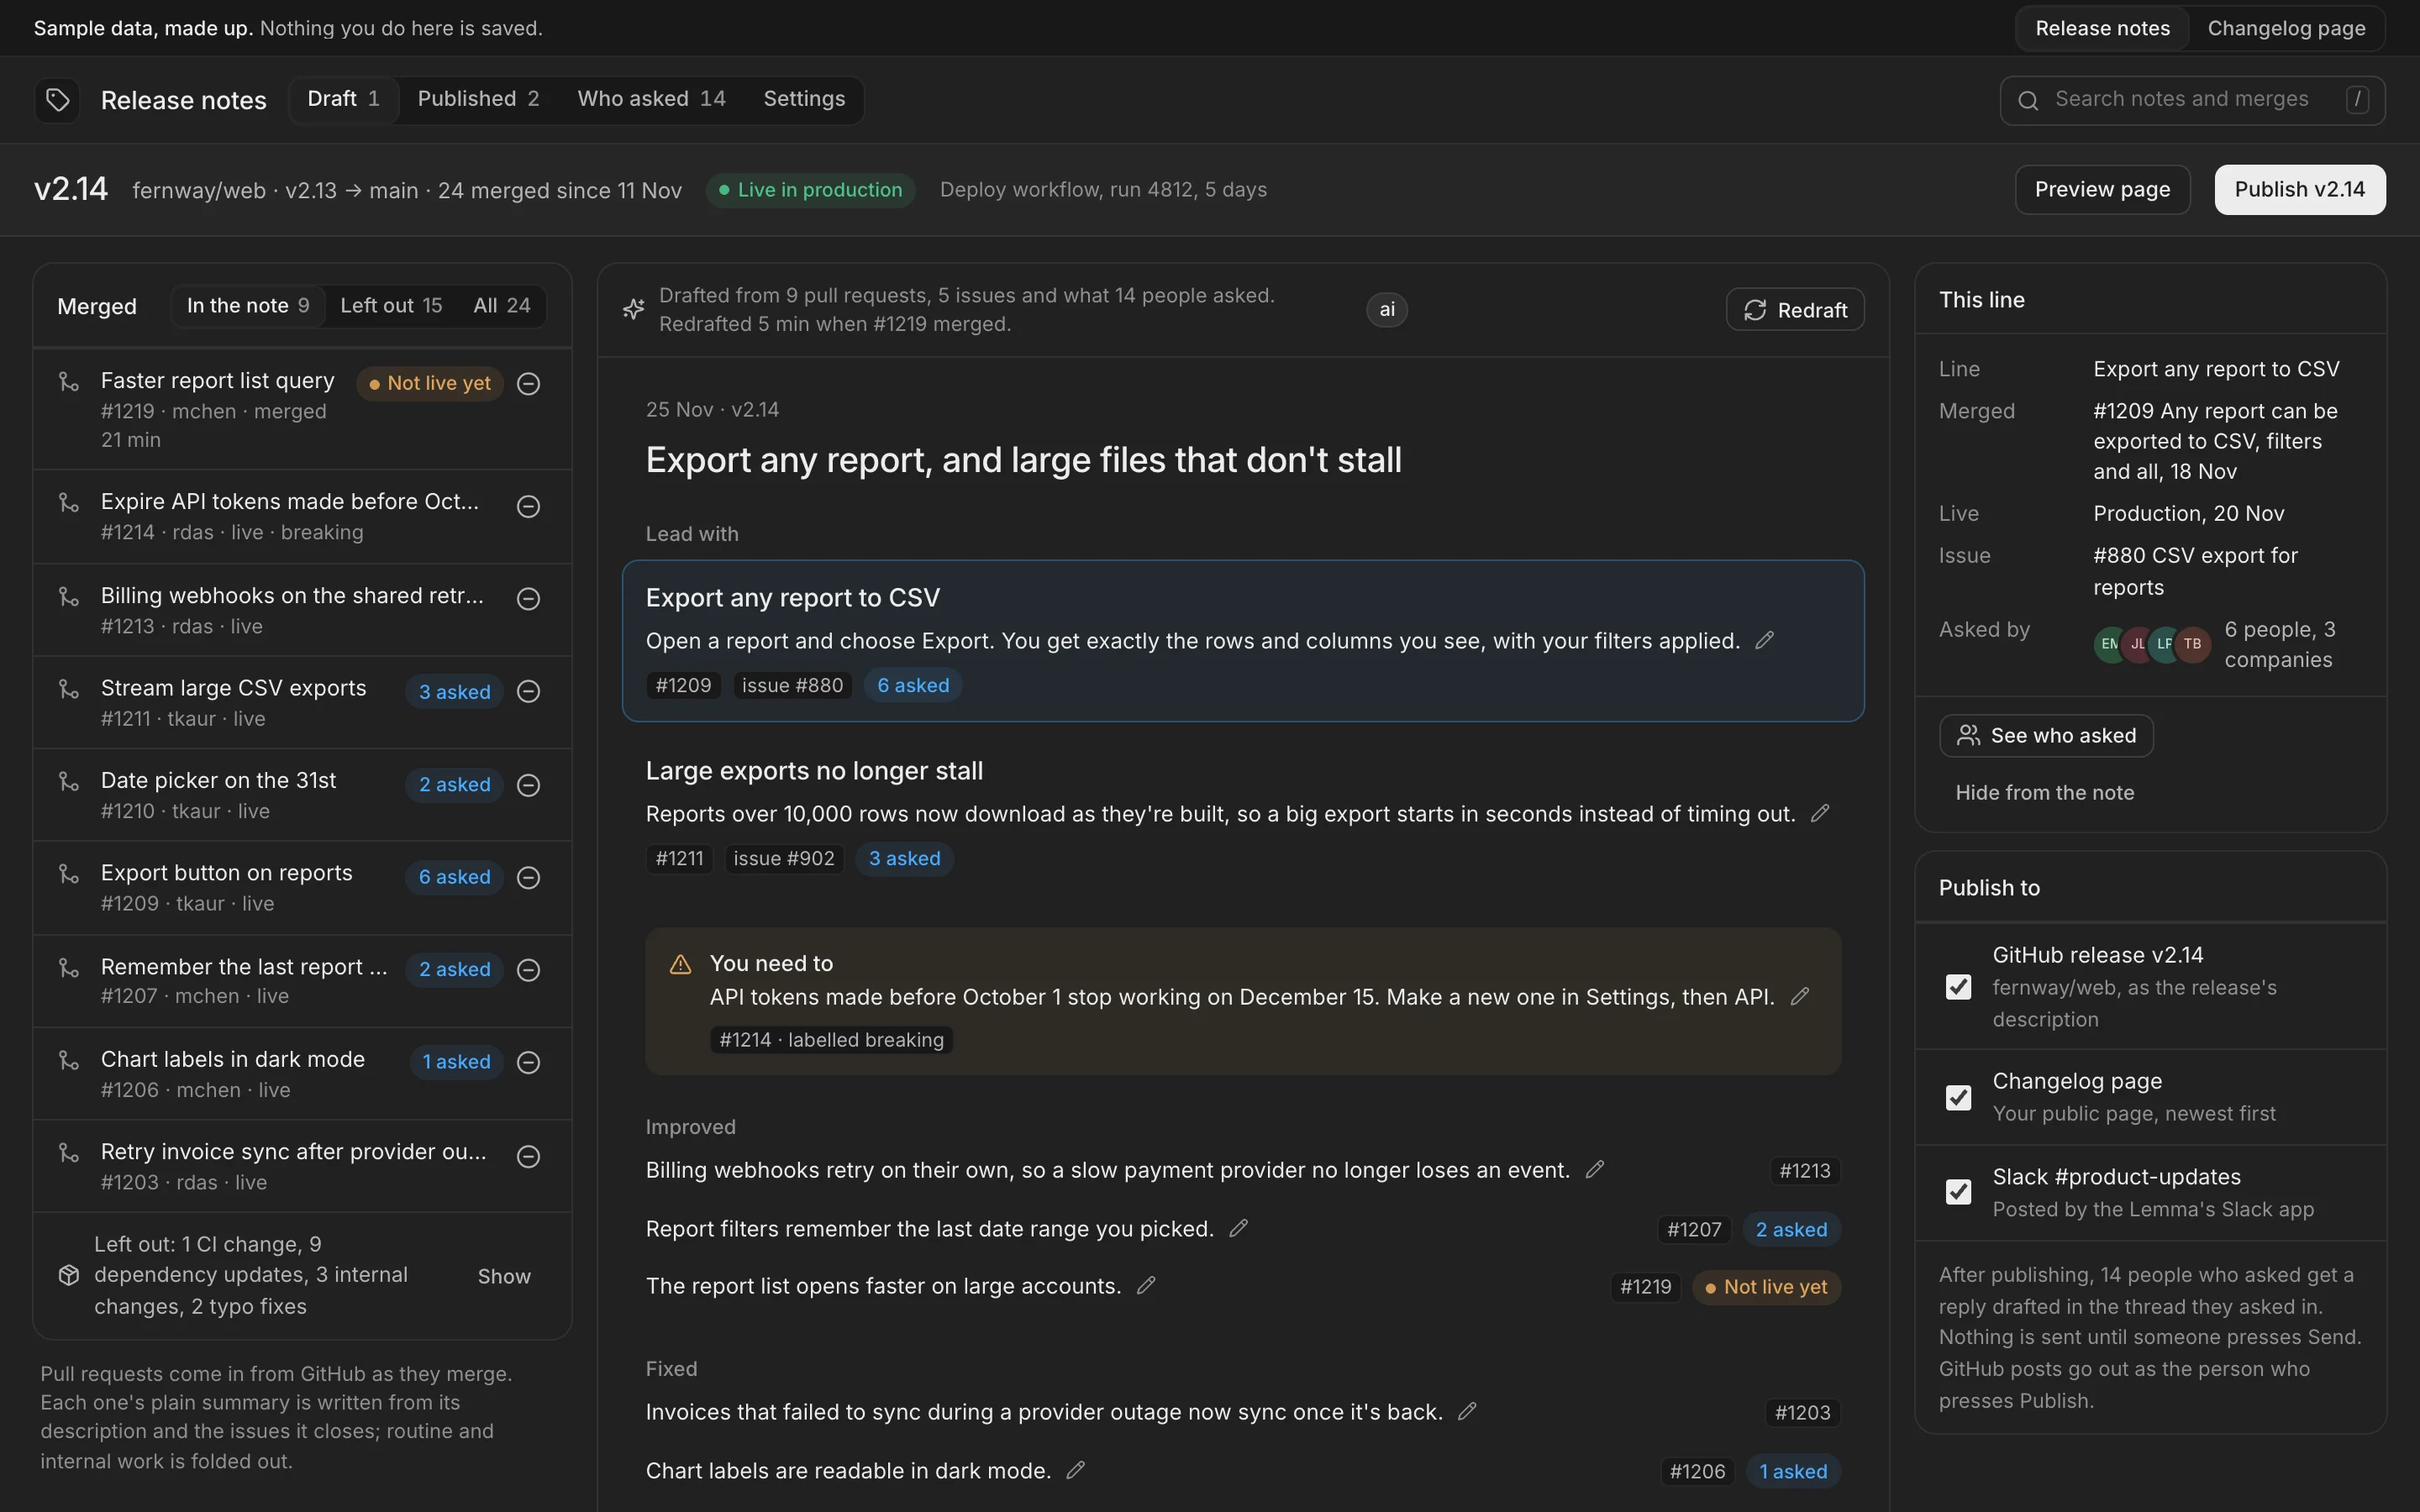 Sample data, made up. Nothing you do here is saved.
Release notes
Changelog page
Release notes
Draft 1
Published 2
Who asked 14
Settings
Search notes and merges
/
v2.14
fernway/web · v2.13 → main · 24 merged since 11 Nov
Live in production
Deploy workflow, run 4812, 5 days
Preview page
Publish v2.14
Merged
In the note 9
Left out 15
All 24
Faster report list query
Not live yet
#1219 · mchen · merged
21 min
Expire API tokens made before Oct...
#1214 · rdas · live · breaking
Billing webhooks on the shared retr...
#1213 · rdas · live
Stream large CSV exports
3 asked
#1211 · tkaur · live
Date picker on the 31st
2 asked
#1210 · tkaur · live
Export button on reports
6 asked
#1209 · tkaur · live
Remember the last report ...
2 asked
#1207 · mchen · live
Chart labels in dark mode
1 asked
#1206 · mchen · live
Retry invoice sync after provider ou...
#1203 · rdas · live
Left out: 1 CI change, 9
dependency updates, 3 internal
changes, 2 typo fixes
Show
Pull requests come in from GitHub as they merge.
Each one's plain summary is written from its
description and the issues it closes; routine and
internal work is folded out.
Drafted from 9 pull requests, 5 issues and what 14 people asked.
Redrafted 5 min when #1219 merged.
ai
Redraft
25 Nov · v2.14
Export any report, and large files that don't stall
Lead with
Export any report to CSV
Open a report and choose Export. You get exactly the rows and columns you see, with your filters applied.
#1209
issue #880
6 asked
Large exports no longer stall
Reports over 10,000 rows now download as they're built, so a big export starts in seconds instead of timing out.
#1211
issue #902
3 asked
You need to
API tokens made before October 1 stop working on December 15. Make a new one in Settings, then API.
#1214 · labelled breaking
Improved
Billing webhooks retry on their own, so a slow payment provider no longer loses an event.
#1213
Report filters remember the last date range you picked.
#1207
2 asked
The report list opens faster on large accounts.
#1219
Not live yet
Fixed
Invoices that failed to sync during a provider outage now sync once it's back.
#1203
Chart labels are readable in dark mode.
#1206
1 asked
This line
Line
Export any report to CSV
Merged
#1209 Any report can be
exported to CSV, filters
and all, 18 Nov
Live
Production, 20 Nov
Issue
#880 CSV export for
reports
Asked by
TB
6 people, 3
companies
See who asked
Hide from the note
Publish to
GitHub release v2.14
fernway/web, as the release's
description
Changelog page
Your public page, newest first
Slack #product-updates
Posted by the Lemma's Slack app
After publishing, 14 people who asked get a
reply drafted in the thread they asked in.
Nothing is sent until someone presses Send.
GitHub posts go out as the person who
presses Publish.